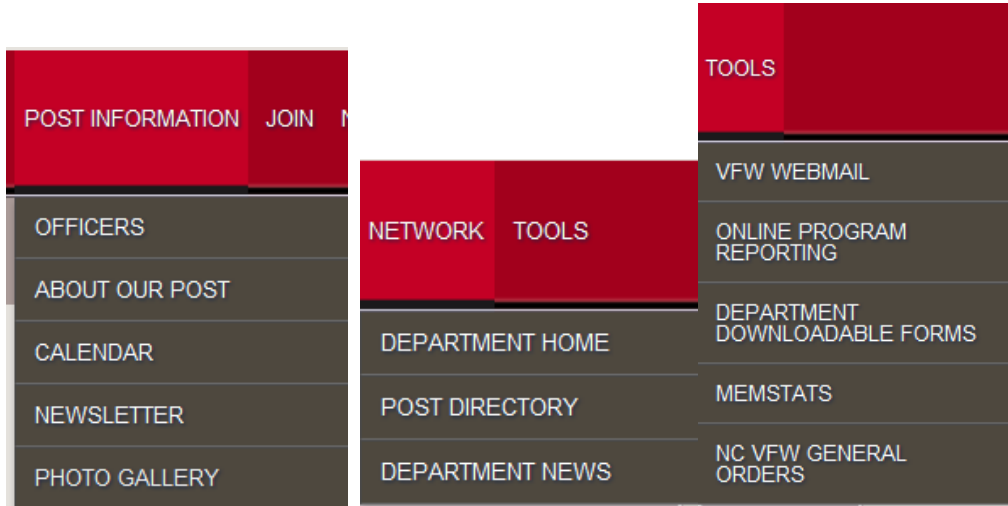 POST INFORMATION JOIN
OFFICERS
ABOUT OUR POST
CALENDAR
NEWSLETTER
PHOTO GALLERY
NETWORK TOOLS
DEPARTMENT HOME
POST DIRECTORY
DEPARTMENT NEWS
TOOLS
VFW WEBMAIL
ONLINE PROGRAM
REPORTING
DEPARTMENT
DOWNLOADABLE FORMS
MEMSTATS
NC VFW GENERAL
ORDERS